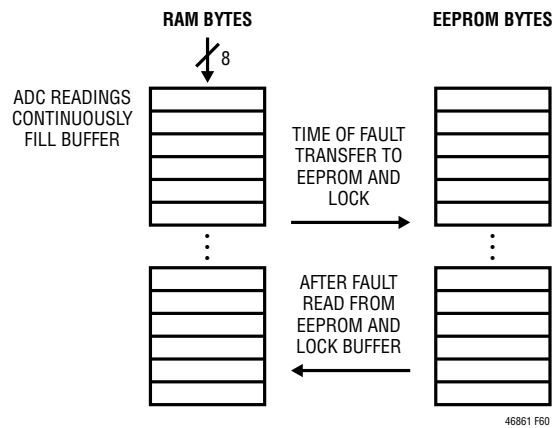 RAM BYTES
EEPROM BYTES
8
ADC READINGS
CONTINUOUSLY
FILL BUFFER
TIME OF FAULT
TRANSFER TO
EEPROM AND
LOCK
AFTER FAULT
READ FROM
EEPROM AND
LOCK BUFFER
46861 F60